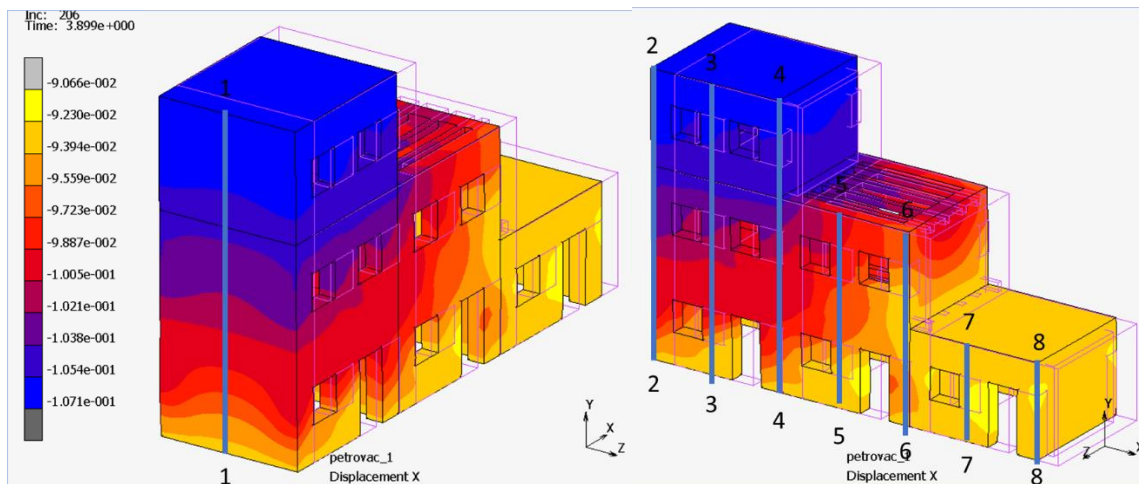 Inc: 206
Time: 3.899e+000
-9.066e-002
-9.230e-002
-9.394e-002
-9.559e-002
-9.723e-002
-9.887e-002
-1.005e-001
-1.021e-001
-1.038e-001
-1.054e-001
-1.071e-001
1
1
petrovac_1
Displacement X
Y
X
Z
2
3
4
5
6
7
8
2
3
4
5
6
7
8
petrovac_1
Displacement X
Y
Z
X